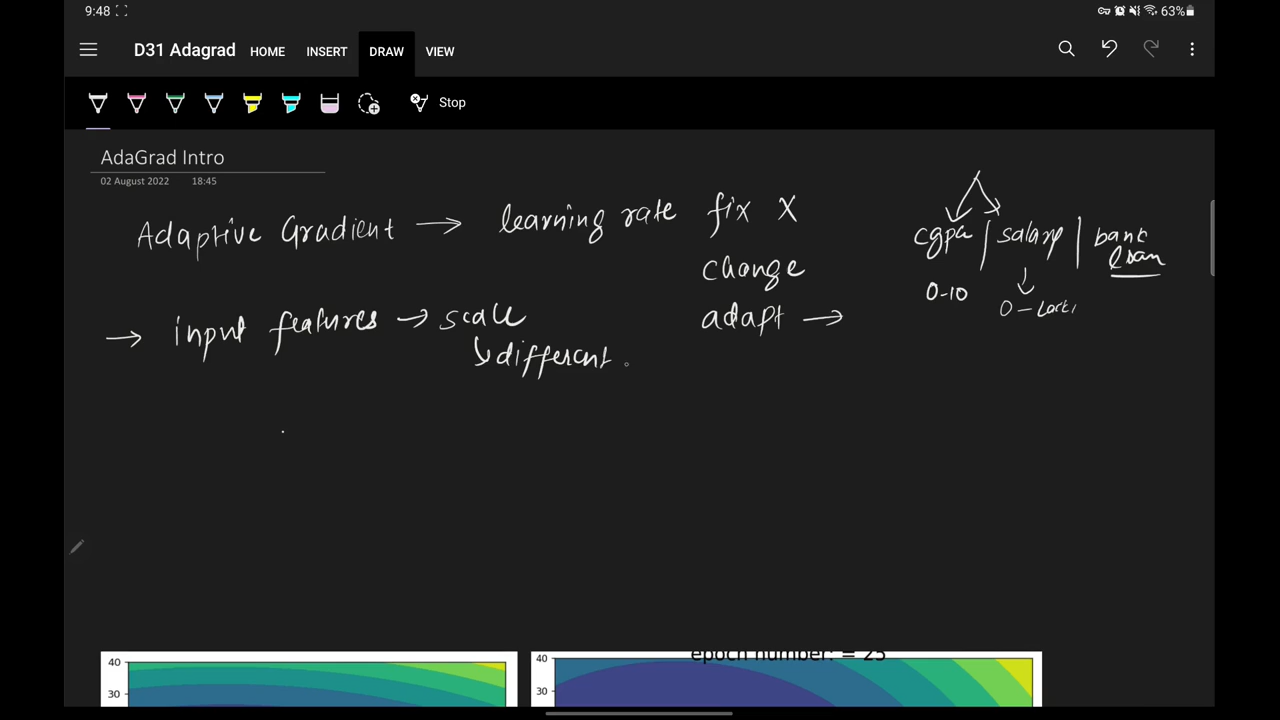 9:48 63%
D31 Adagrad HOME INSERT DRAW VIEW
Stop
AdaGrad Intro
02 August 2022 18:45
Adaptive Gradient → learning rate fix X
change
adapt →
cgpa | salary | bank loan
0-10 0-
→ input features → scale
↳ different
epoch number: = 25
40 40
30 30